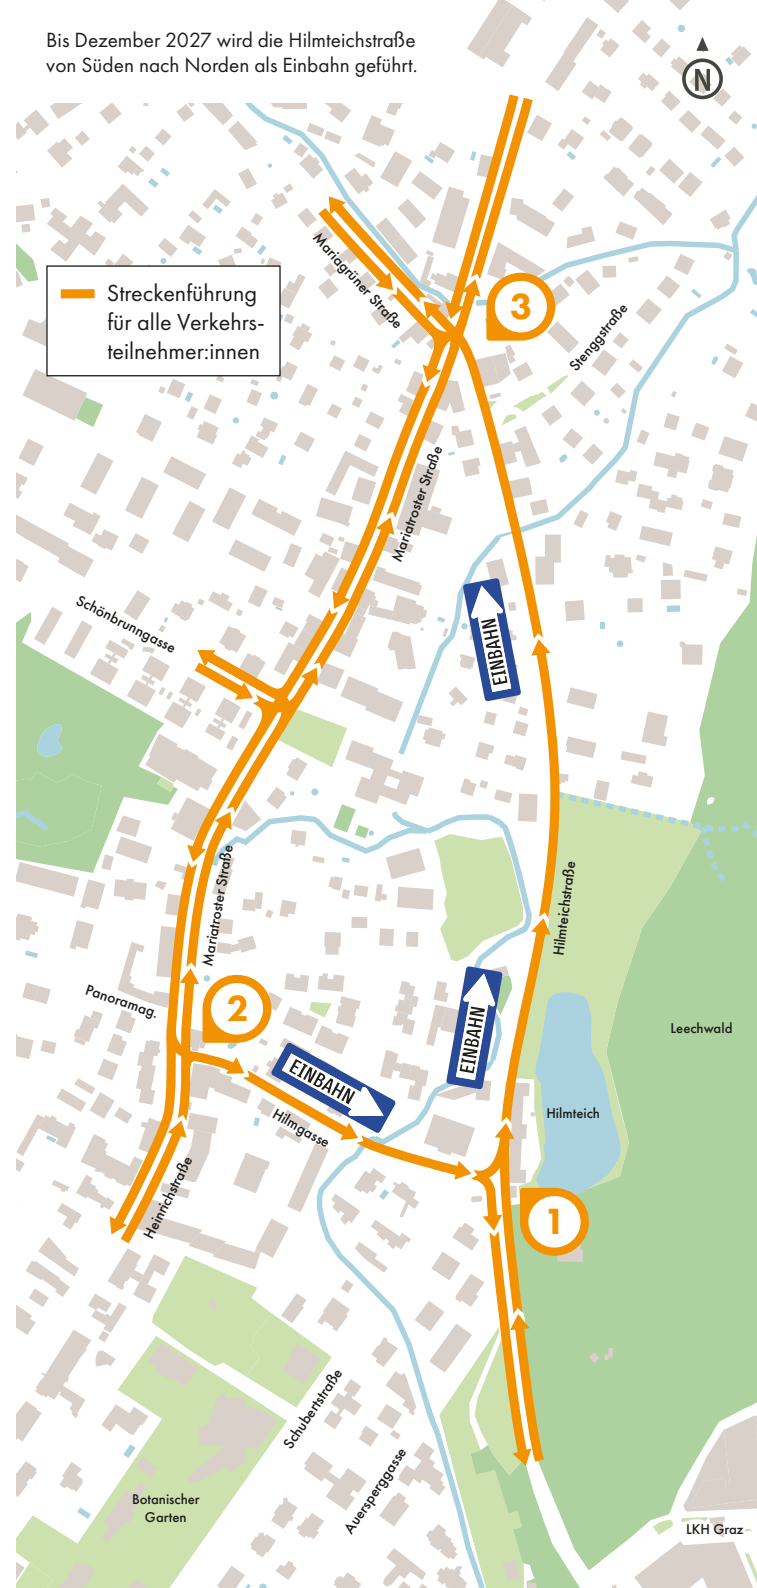 Bis Dezember 2027 wird die Hilmteichstraße
von Süden nach Norden als Einbahn geführt.
N
Mariagrüner Straße
Streckenführung
für alle Verkehrs-
teilnehmer:innen
3
Stenggstraße
Mariatroster Straße
Schönbrunngasse
EINBAHN
Mariatroster Straße
Hilmteichstraße
Panoramag.
2
EINBAHN
EINBAHN
Leechwald
Hilmgasse
Hilmteich
Heinrichstraße
1
Schubertstraße
Auersperggasse
Botanischer
Garten
LKH Graz